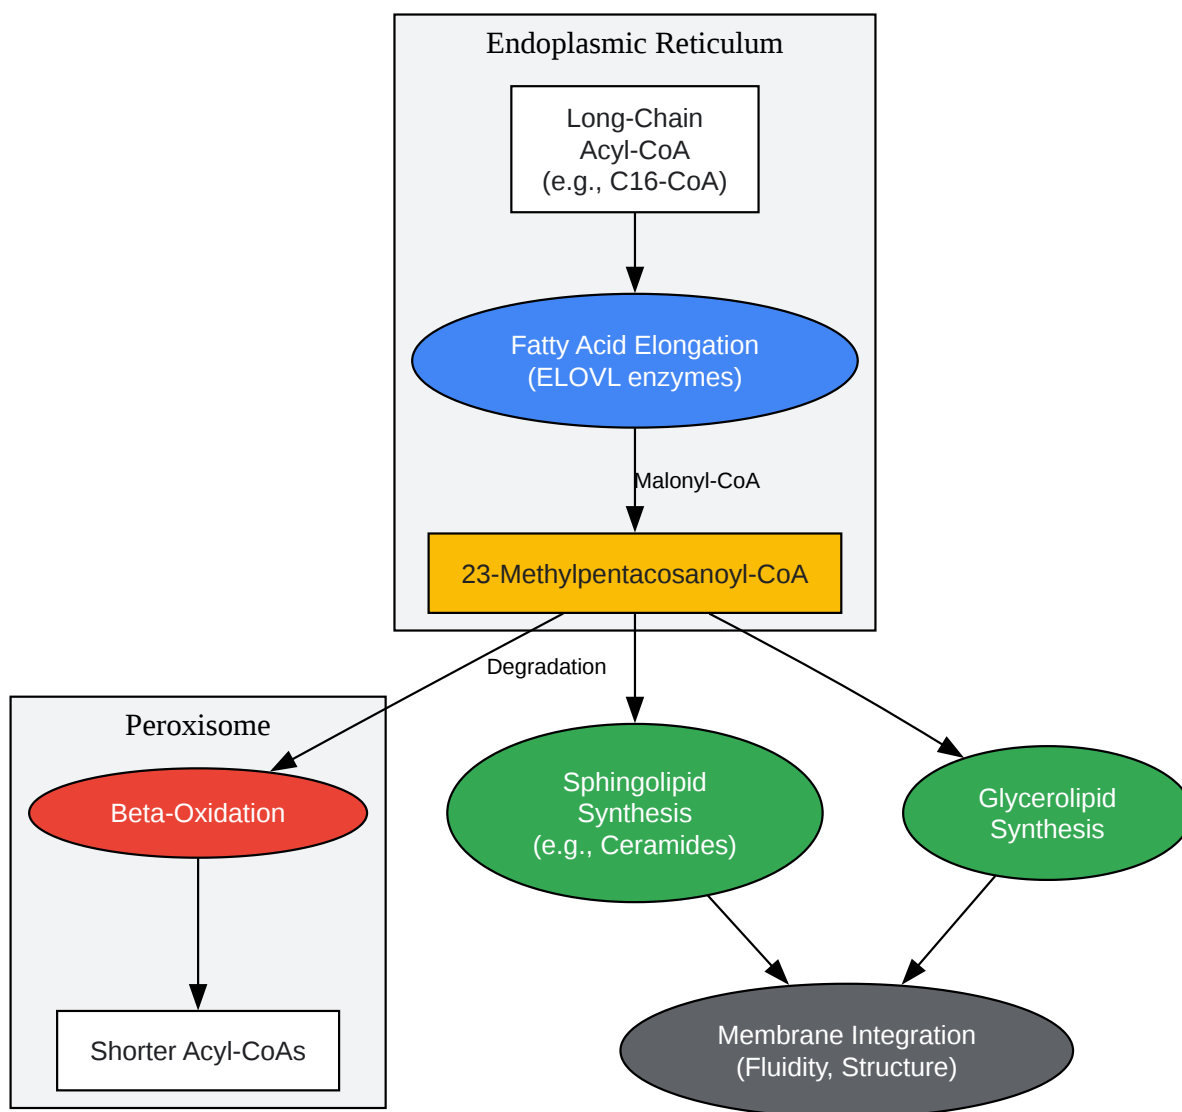 Endoplasmic Reticulum
Long-Chain
Acyl-CoA
(e.g., C16-CoA)
Fatty Acid Elongation
(ELOVL enzymes)
Malonyl-CoA
23-Methylpentacosanoyl-CoA
Degradation
Peroxisome
Beta-Oxidation
Sphingolipid
Synthesis
(e.g., Ceramides)
Glycerolipid
Synthesis
Shorter Acyl-CoAs
Membrane Integration
(Fluidity, Structure)